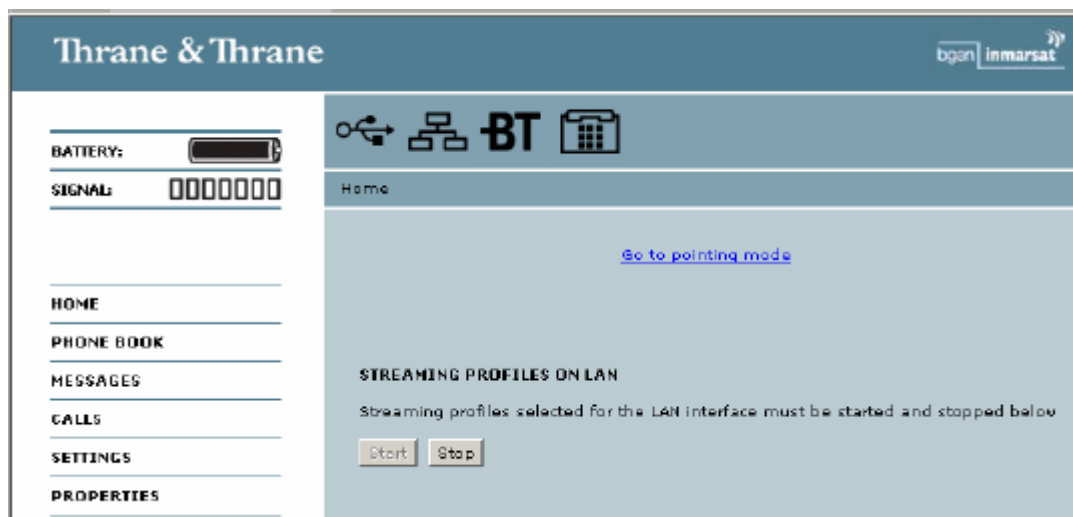 Thrane & Thrane
bgan inmarsat
BATTERY:
SIGNAL:
BT
Home
Go to pointing mode
HOME
PHONE BOOK
MESSAGES
CALLS
SETTINGS
PROPERTIES
STREAMING PROFILES ON LAN
Streaming profiles selected for the LAN interface must be started and stopped below
Start Stop